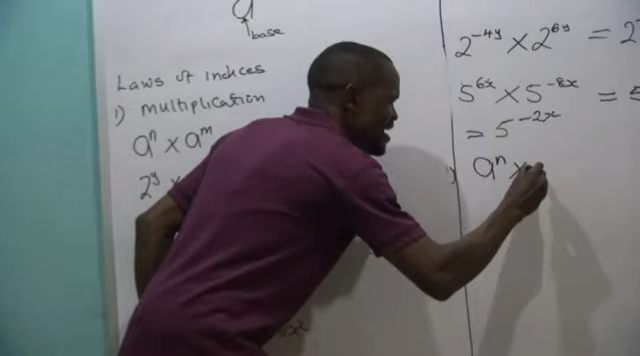 a
base
Laws of Indices
1) Multiplication
aⁿ × aᵐ
2ʸ ×
2⁻⁴ʸ × 2⁶ʸ = 2
5⁶ˣ × 5⁻⁸ˣ = 5
= 5⁻²ˣ
aⁿ ×